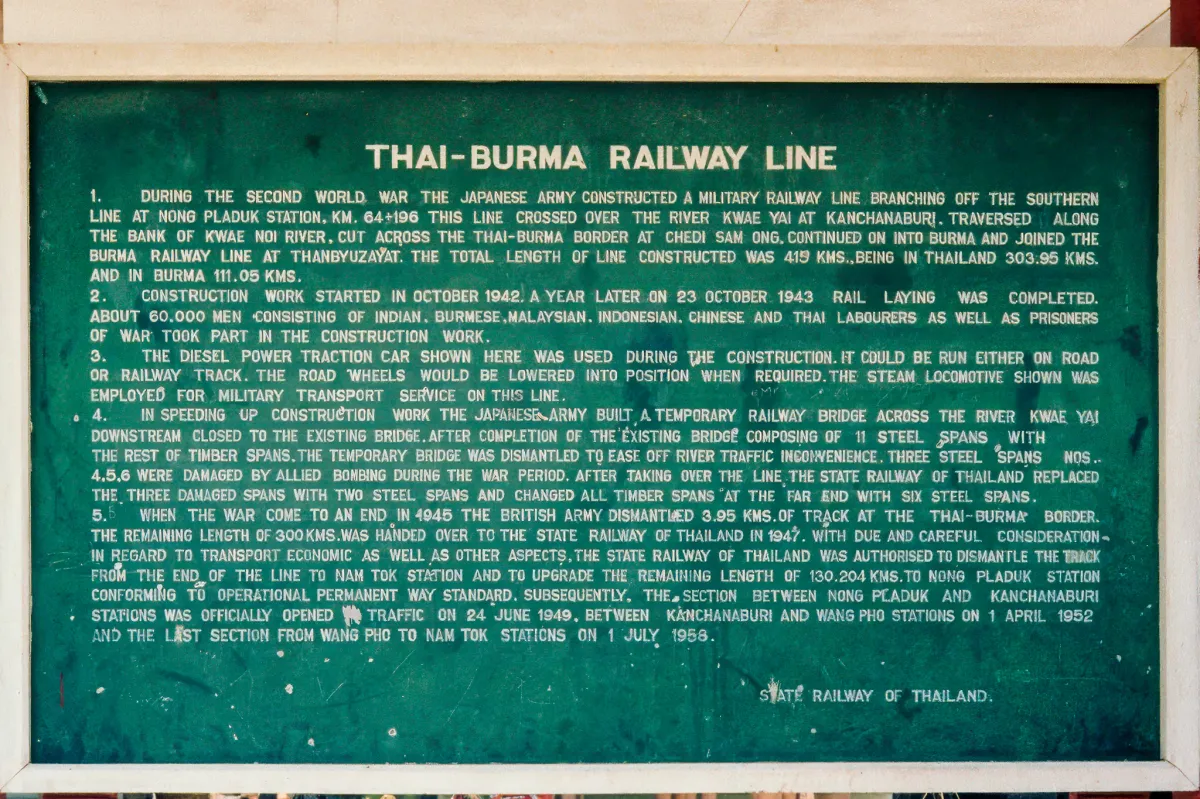 THAI-BURMA RAILWAY LINE
1. DURING THE SECOND WORLD WAR THE JAPANESE ARMY CONSTRUCTED A MILITARY RAILWAY LINE BRANCHING OFF THE SOUTHERN
LINE AT NONG PLADUK STATION, KM. 64+196 THIS LINE CROSSED OVER THE RIVER KWAE YAI AT KANCHANABURI. TRAVERSED ALONG
THE BANK OF KWAE NOI RIVER, CUT ACROSS THE THAI-BURMA BORDER AT CHEDI SAM ONG. CONTINUED ON INTO BURMA AND JOINED THE
BURMA RAILWAY LINE AT THANBYUZAYAT. THE TOTAL LENGTH OF LINE CONSTRUCTED WAS 415 KMS., BEING IN THAILAND 303.95 KMS.
AND IN BURMA 111.05 KMS.
2. CONSTRUCTION WORK STARTED IN OCTOBER 1942. A YEAR LATER ON 23 OCTOBER 1943 RAIL LAYING WAS COMPLETED.
ABOUT 60.000 MEN CONSISTING OF INDIAN. BURMESE, MALAYSIAN. INDONESIAN. CHINESE AND THAI LABOURERS AS WELL AS PRISONERS
OF WAR TOOK PART IN THE CONSTRUCTION WORK.
3. THE DIESEL POWER TRACTION CAR SHOWN HERE WAS USED DURING THE CONSTRUCTION. IT COULD BE RUN EITHER ON ROAD
OR RAILWAY TRACK. THE ROAD WHEELS WOULD BE LOWERED INTO POSITION WHEN REQUIRED. THE STEAM LOCOMOTIVE SHOWN WAS
EMPLOYED FOR MILITARY TRANSPORT SERVICE ON THIS LINE.
4. IN SPEEDING UP CONSTRUCTION WORK THE JAPANESE ARMY BUILT A TEMPORARY RAILWAY BRIDGE ACROSS THE RIVER KWAE YAI
DOWNSTREAM CLOSED TO THE EXISTING BRIDGE. AFTER COMPLETION OF THE EXISTING BRIDGE COMPOSING OF 11 STEEL SPANS WITH
THE REST OF TIMBER SPANS. THE TEMPORARY BRIDGE WAS DISMANTLED TO EASE OFF RIVER TRAFFIC INCONVENIENCE. THREE STEEL SPANS NOS.
4.5.6 WERE DAMAGED BY ALLIED BOMBING DURING THE WAR PERIOD. AFTER TAKING OVER THE LINE THE STATE RAILWAY OF THAILAND REPLACED
THE THREE DAMAGED SPANS WITH TWO STEEL SPANS AND CHANGED ALL TIMBER SPANS AT THE FAR END WITH SIX STEEL SPANS.
5. WHEN THE WAR COME TO AN END IN 1945 THE BRITISH ARMY DISMANTLED 3.95 KMS. OF TRACK AT THE THAI-BURMA BORDER.
THE REMAINING LENGTH OF 300 KMS. WAS HANDED OVER TO THE STATE RAILWAY OF THAILAND IN 1947. WITH DUE AND CAREFUL CONSIDERATION
IN REGARD TO TRANSPORT ECONOMIC AS WELL AS OTHER ASPECTS, THE STATE RAILWAY OF THAILAND WAS AUTHORISED TO DISMANTLE THE TRACK
FROM THE END OF THE LINE TO NAM TOK STATION AND TO UPGRADE THE REMAINING LENGTH OF 130.204 KMS. TO NONG PLADUK STATION
CONFORMING TO OPERATIONAL PERMANENT WAY STANDARD. SUBSEQUENTLY, THE SECTION BETWEEN NONG PLADUK AND KANCHANABURI
STATIONS WAS OFFICIALLY OPENED TRAFFIC ON 24 JUNE 1949, BETWEEN KANCHANABURI AND WANG PHO STATIONS ON 1 APRIL 1952
AND THE LAST SECTION FROM WANG PHO TO NAM TOK STATIONS ON 1 JULY 1958.
STATE RAILWAY OF THAILAND.